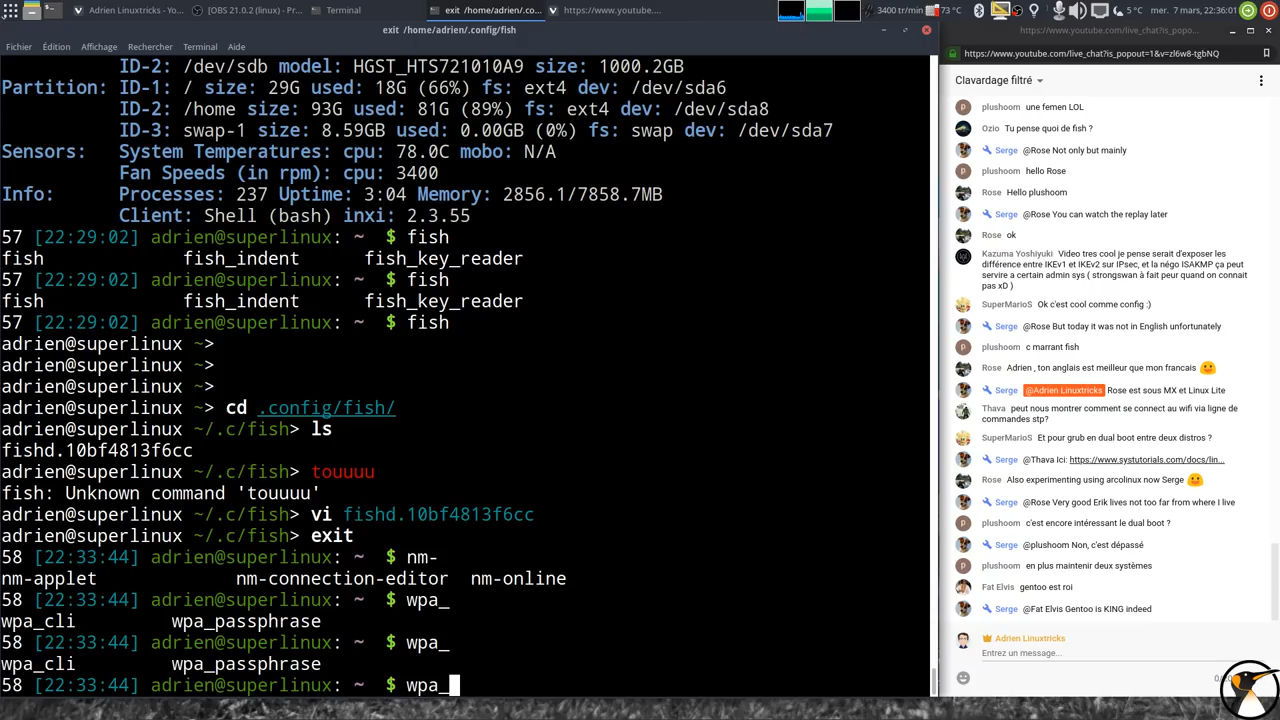 Adrien Linuxtricks - Yo...
[OBS 21.0.2 (linux) - Pro...
Terminal
exit /home/adrien/.co...
https://www.youtube....
3400 tr/min
73 °C
5 °C
mer. 7 mars, 22:36:01
exit /home/adrien/.config/fish
Fichier Édition Affichage Rechercher Terminal Aide
ID-2: /dev/sdb model: HGST_HTS721010A9 size: 1000.2GB
Partition: ID-1: / size: 29G used: 18G (66%) fs: ext4 dev: /dev/sda6
ID-2: /home size: 93G used: 81G (89%) fs: ext4 dev: /dev/sda8
ID-3: swap-1 size: 8.59GB used: 0.00GB (0%) fs: swap dev: /dev/sda7
Sensors: System Temperatures: cpu: 78.0C mobo: N/A
Fan Speeds (in rpm): cpu: 3400
Info: Processes: 237 Uptime: 3:04 Memory: 2856.1/7858.7MB
Client: Shell (bash) inxi: 2.3.55
57 [22:29:02] adrien@superlinux: ~ $ fish
fish fish_indent fish_key_reader
57 [22:29:02] adrien@superlinux: ~ $ fish
fish fish_indent fish_key_reader
57 [22:29:02] adrien@superlinux: ~ $ fish
adrien@superlinux ~>
adrien@superlinux ~>
adrien@superlinux ~>
adrien@superlinux ~> cd .config/fish/
adrien@superlinux ~/.c/fish> ls
fishd.10bf4813f6cc
adrien@superlinux ~/.c/fish> touuuu
fish: Unknown command 'touuuu'
adrien@superlinux ~/.c/fish> vi fishd.10bf4813f6cc
adrien@superlinux ~/.c/fish> exit
58 [22:33:44] adrien@superlinux: ~ $ nm-
nm-applet nm-connection-editor nm-online
58 [22:33:44] adrien@superlinux: ~ $ wpa_
wpa_cli wpa_passphrase
58 [22:33:44] adrien@superlinux: ~ $ wpa_
wpa_cli wpa_passphrase
58 [22:33:44] adrien@superlinux: ~ $ wpa_
https://www.youtube.com/live_chat?is_popo...
https://www.youtube.com/live_chat?is_popout=1&v=zl6w8-tgbNQ
Clavardage filtré
plushoom une femen LOL
Ozio Tu pense quoi de fish ?
Serge @Rose Not only but mainly
plushoom hello Rose
Rose Hello plushoom
Serge @Rose You can watch the replay later
Rose ok
Kazuma Yoshiyuki Video tres cool je pense serait d'exposer les
différence entre IKEv1 et IKEv2 sur IPsec, et la négo ISAKMP ça peut
servire a certain admin sys ( strongswan à fait peur quand on connait
pas xD )
SuperMarioS Ok c'est cool comme config :)
Serge @Rose But today it was not in English unfortunately
plushoom c marrant fish
Rose Adrien , ton anglais est meilleur que mon francais
Serge @Adrien Linuxtricks Rose est sous MX et Linux Lite
Thava peut nous montrer comment se connect au wifi via ligne de
commandes stp?
SuperMarioS Et pour grub en dual boot entre deux distros ?
Serge @Thava Ici: https://www.systutorials.com/docs/lin...
Rose Also experimenting using arcolinux now Serge
Serge @Rose Very good Erik lives not too far from where I live
plushoom c'est encore intéressant le dual boot ?
Serge @plushoom Non, c'est dépassé
plushoom en plus maintenir deux systèmes
Fat Elvis gentoo est roi
Serge @Fat Elvis Gentoo is KING indeed
Adrien Linuxtricks
Entrez un message...